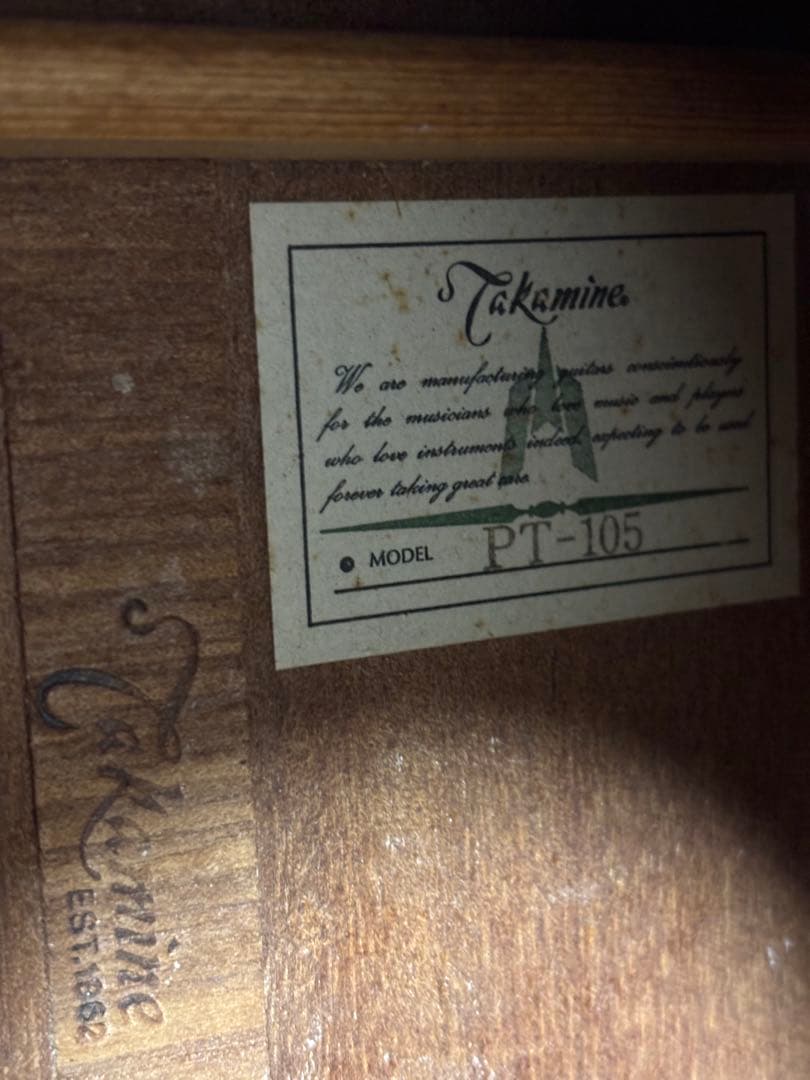 Takamine
We are manufacturing guitars conscientiously
for the musicians who love music and players
who love instruments indeed, expecting to be used
forever taking great care.
MODEL PT-105
Takamine
EST.1962